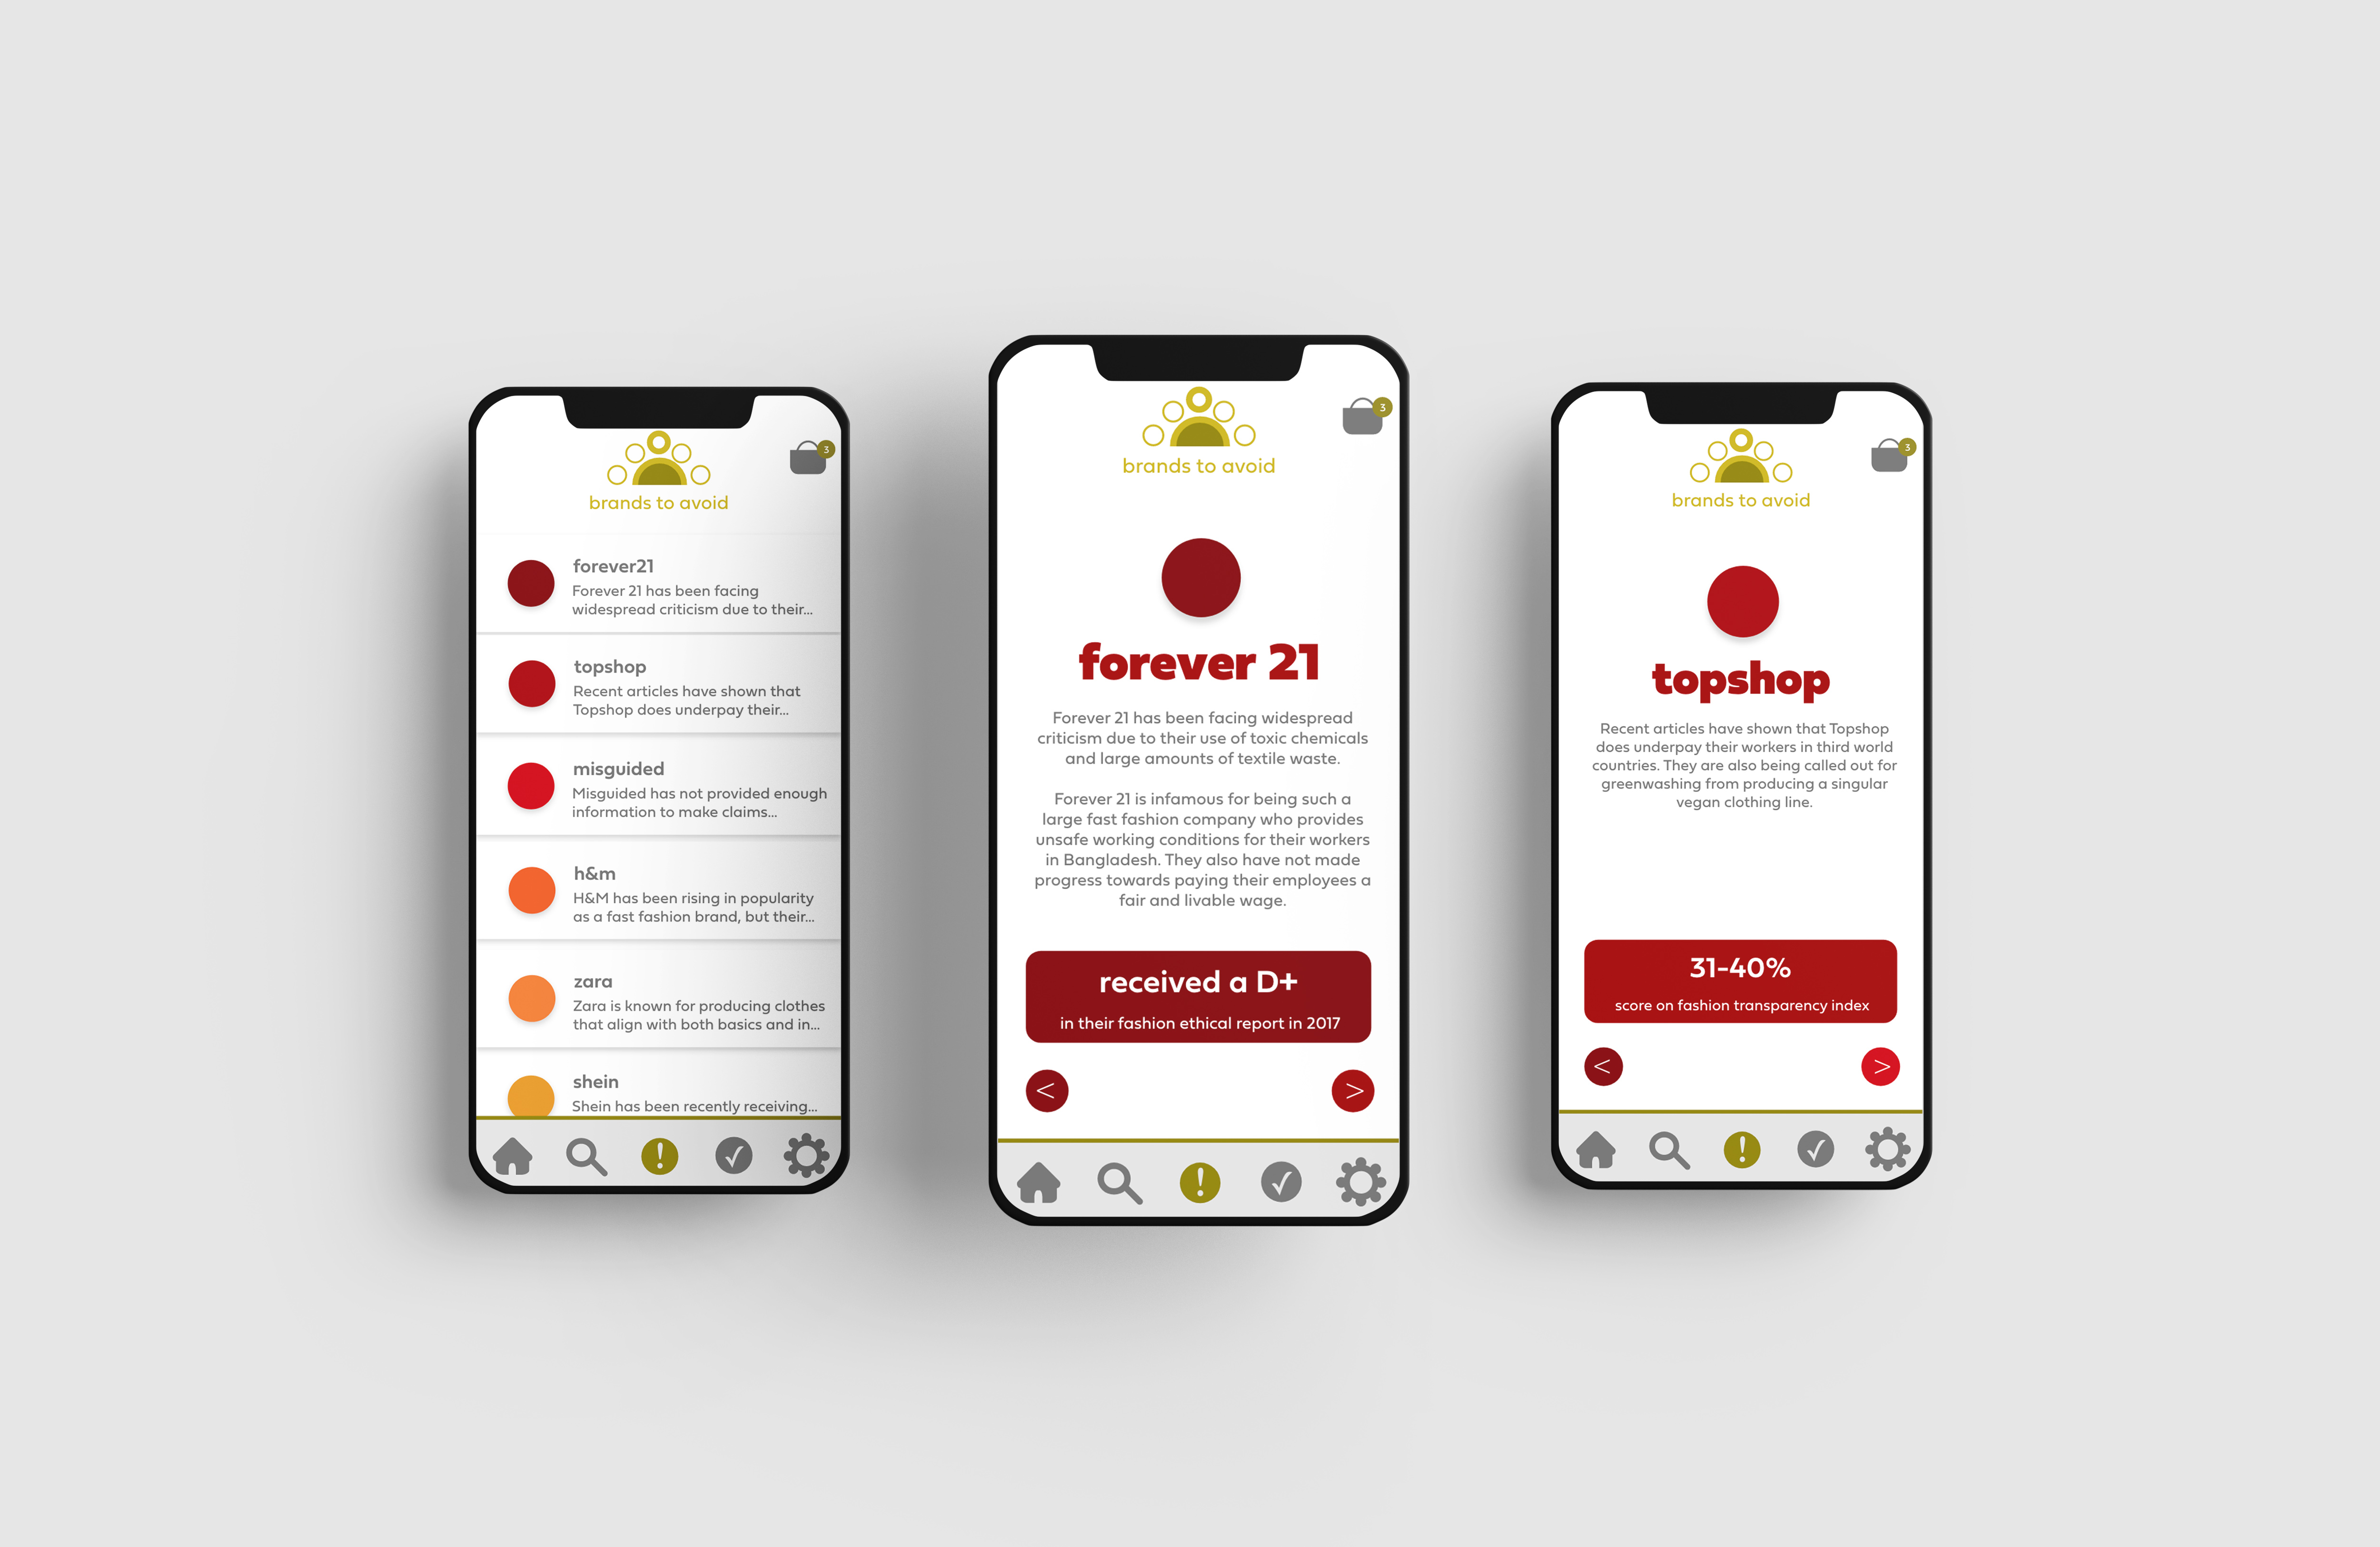 3
brands to avoid
forever21
Forever 21 has been facing
widespread criticism due to their...
topshop
Recent articles have shown that
Topshop does underpay their...
misguided
Misguided has not provided enough
information to make claims...
h&m
H&M has been rising in popularity
as a fast fashion brand, but their...
zara
Zara is known for producing clothes
that align with both basics and in...
shein
Shein has been recently receiving...
!
3
brands to avoid
forever 21
Forever 21 has been facing widespread
criticism due to their use of toxic chemicals
and large amounts of textile waste.
Forever 21 is infamous for being such a
large fast fashion company who provides
unsafe working conditions for their workers
in Bangladesh. They also have not made
progress towards paying their employees a
fair and livable wage.
received a D+
in their fashion ethical report in 2017
< >
!
3
brands to avoid
topshop
Recent articles have shown that Topshop
does underpay their workers in third world
countries. They are also being called out for
greenwashing from producing a singular
vegan clothing line.
31-40%
score on fashion transparency index
< >
!